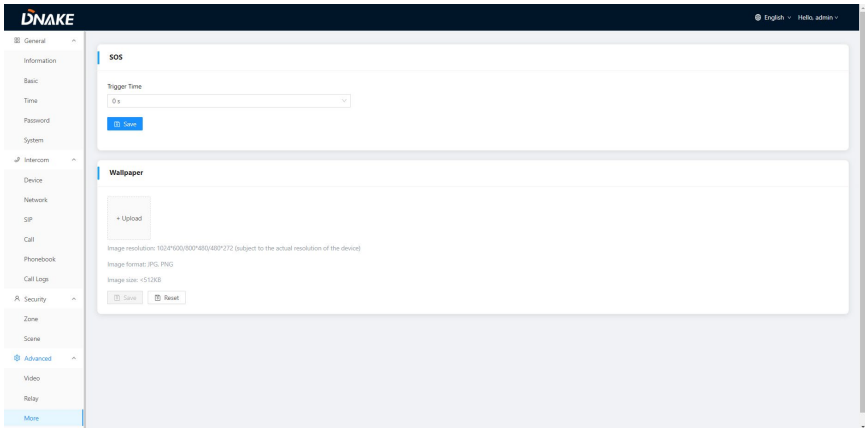 DNAKE
English
Hello, admin
General
Information
Basic
Time
Password
System
Intercom
Device
Network
SIP
Call
Phonebook
Call Logs
Security
Zone
Scene
Advanced
Video
Relay
More
SOS
Trigger Time
0 s
Save
Wallpaper
+ Upload
Image resolution: 1024*600/800*480/480*272 (subject to the actual resolution of the device)
Image format: JPG, PNG
Image size: <512KB
Save
Reset